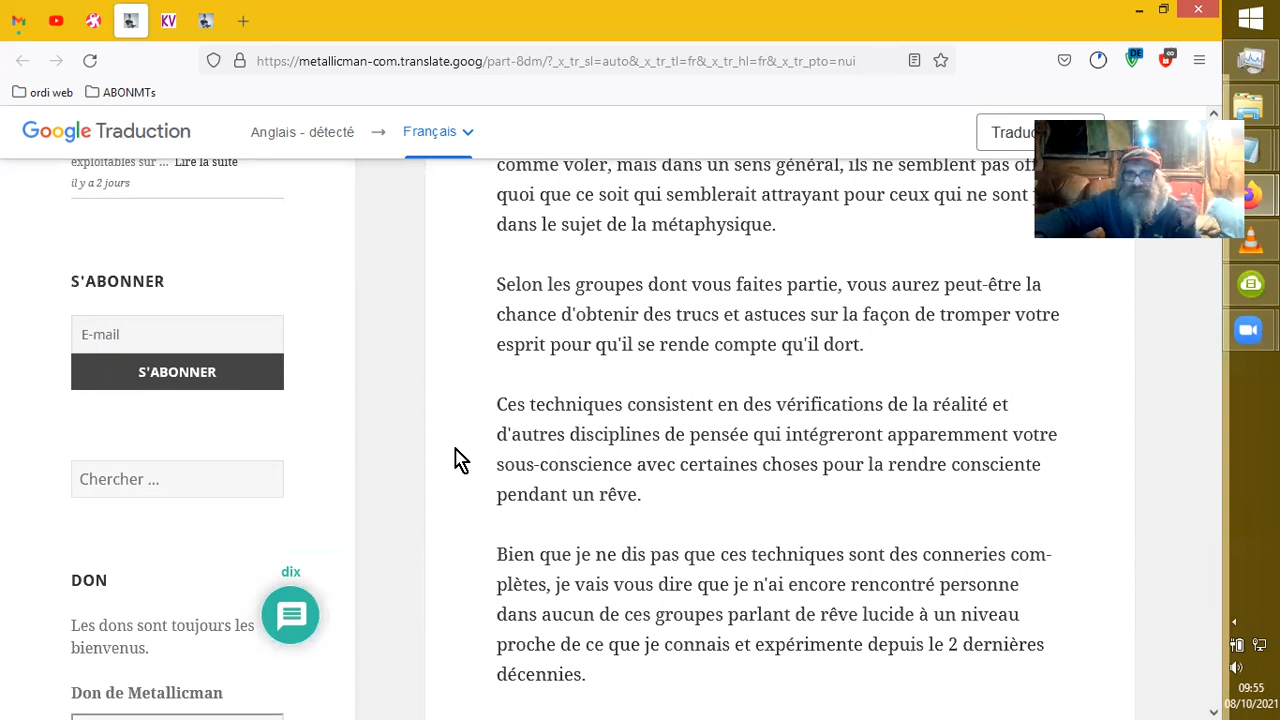 KV
https://metallicman-com.translate.goog/part-8dm/?_x_tr_sl=auto&_x_tr_tl=fr&_x_tr_hl=fr&_x_tr_pto=nui
DE
ordi web
ABONMTs
Google Traduction
Anglais - détecté
Français
exploitables sur … Lire la suite
il y a 2 jours
S'ABONNER
E-mail
S'ABONNER
Chercher …
DON
dix
Les dons sont toujours les
bienvenus.
Don de Metallicman
comme voler, mais dans un sens général, ils ne semblent pas
quoi que ce soit qui semblerait attrayant pour ceux qui ne sont
dans le sujet de la métaphysique.
Selon les groupes dont vous faites partie, vous aurez peut-être la
chance d'obtenir des trucs et astuces sur la façon de tromper votre
esprit pour qu'il se rende compte qu'il dort.
Ces techniques consistent en des vérifications de la réalité et
d'autres disciplines de pensée qui intégreront apparemment votre
sous-conscience avec certaines choses pour la rendre consciente
pendant un rêve.
Bien que je ne dis pas que ces techniques sont des conneries com-
plètes, je vais vous dire que je n'ai encore rencontré personne
dans aucun de ces groupes parlant de rêve lucide à un niveau
proche de ce que je connais et expérimente depuis le 2 dernières
décennies.
09:55
08/10/2021